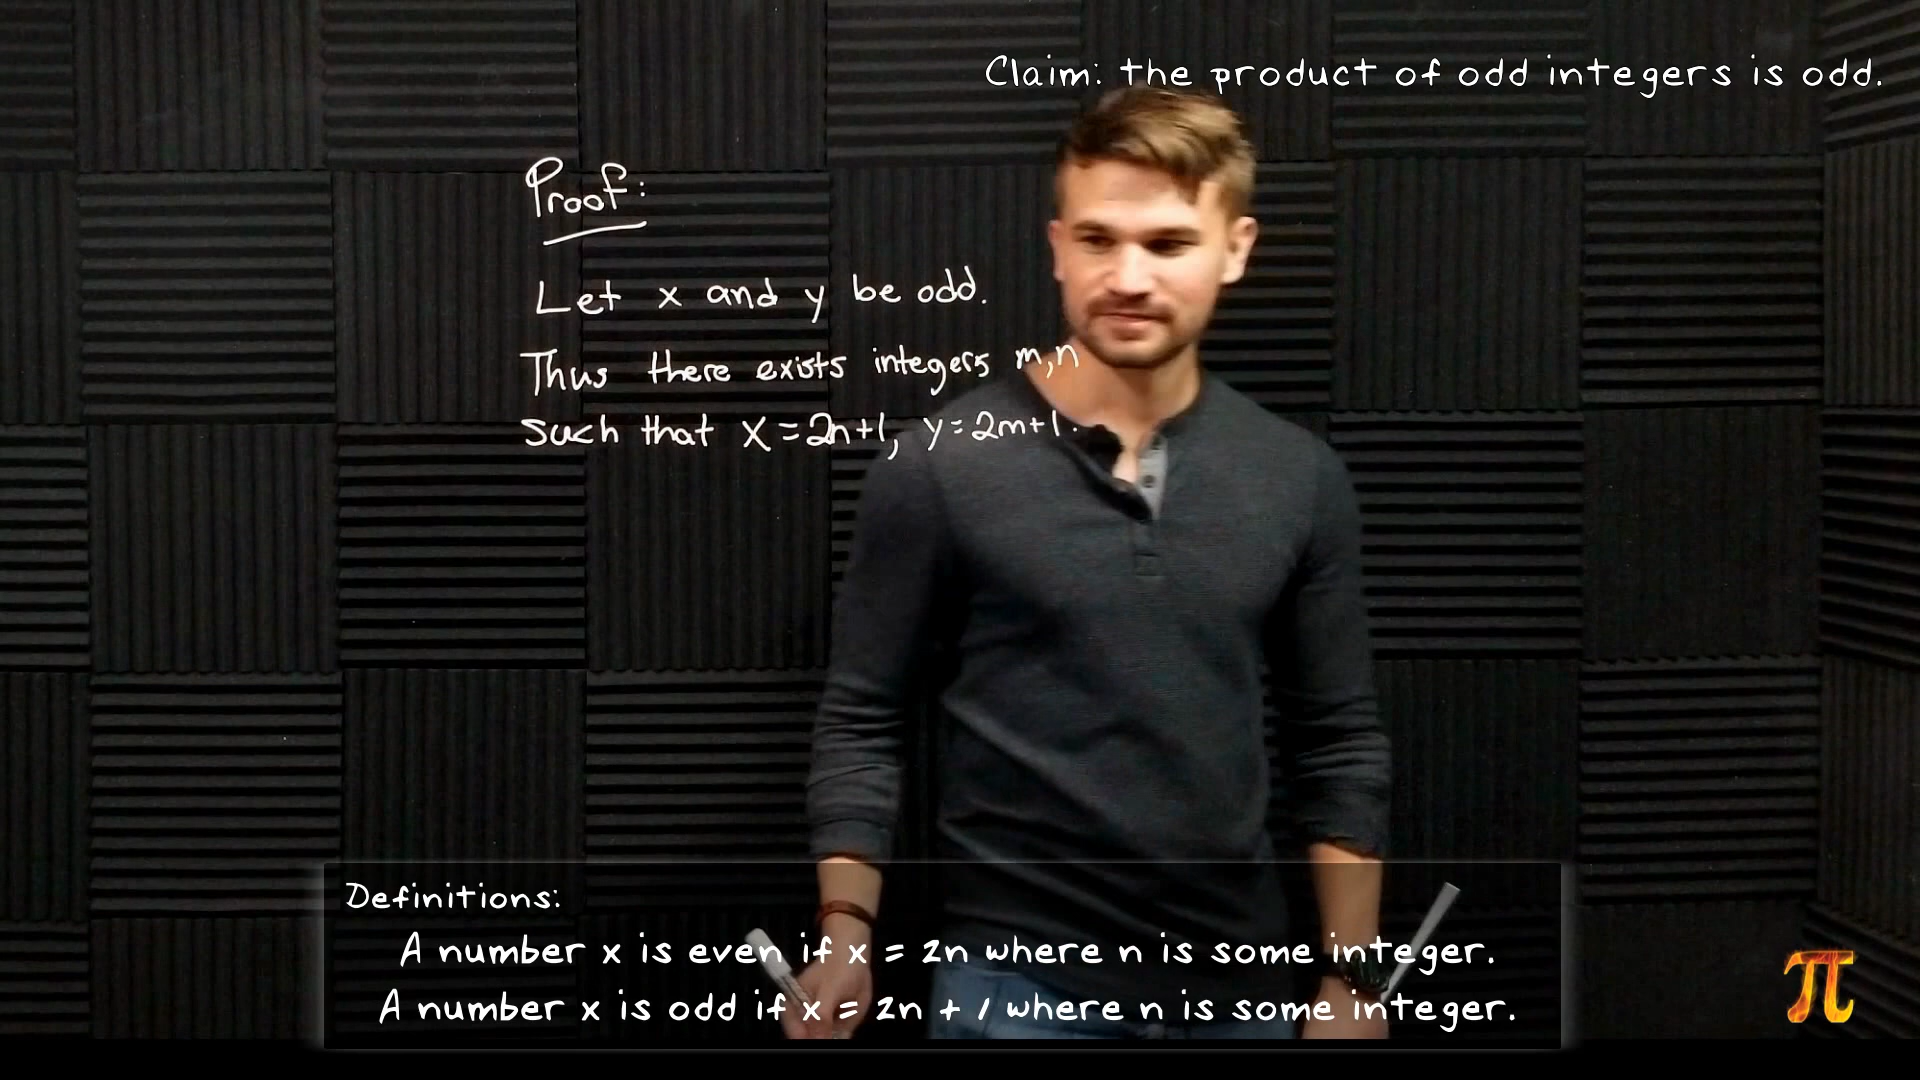 Claim: the product of odd integers is odd.
Proof:
Let x and y be odd.
Thus there exists integers m,n
such that x=2n+1, y=2m+1.
Definitions:
A number x is even if x = 2n where n is some integer.
A number x is odd if x = 2n + 1 where n is some integer.
π